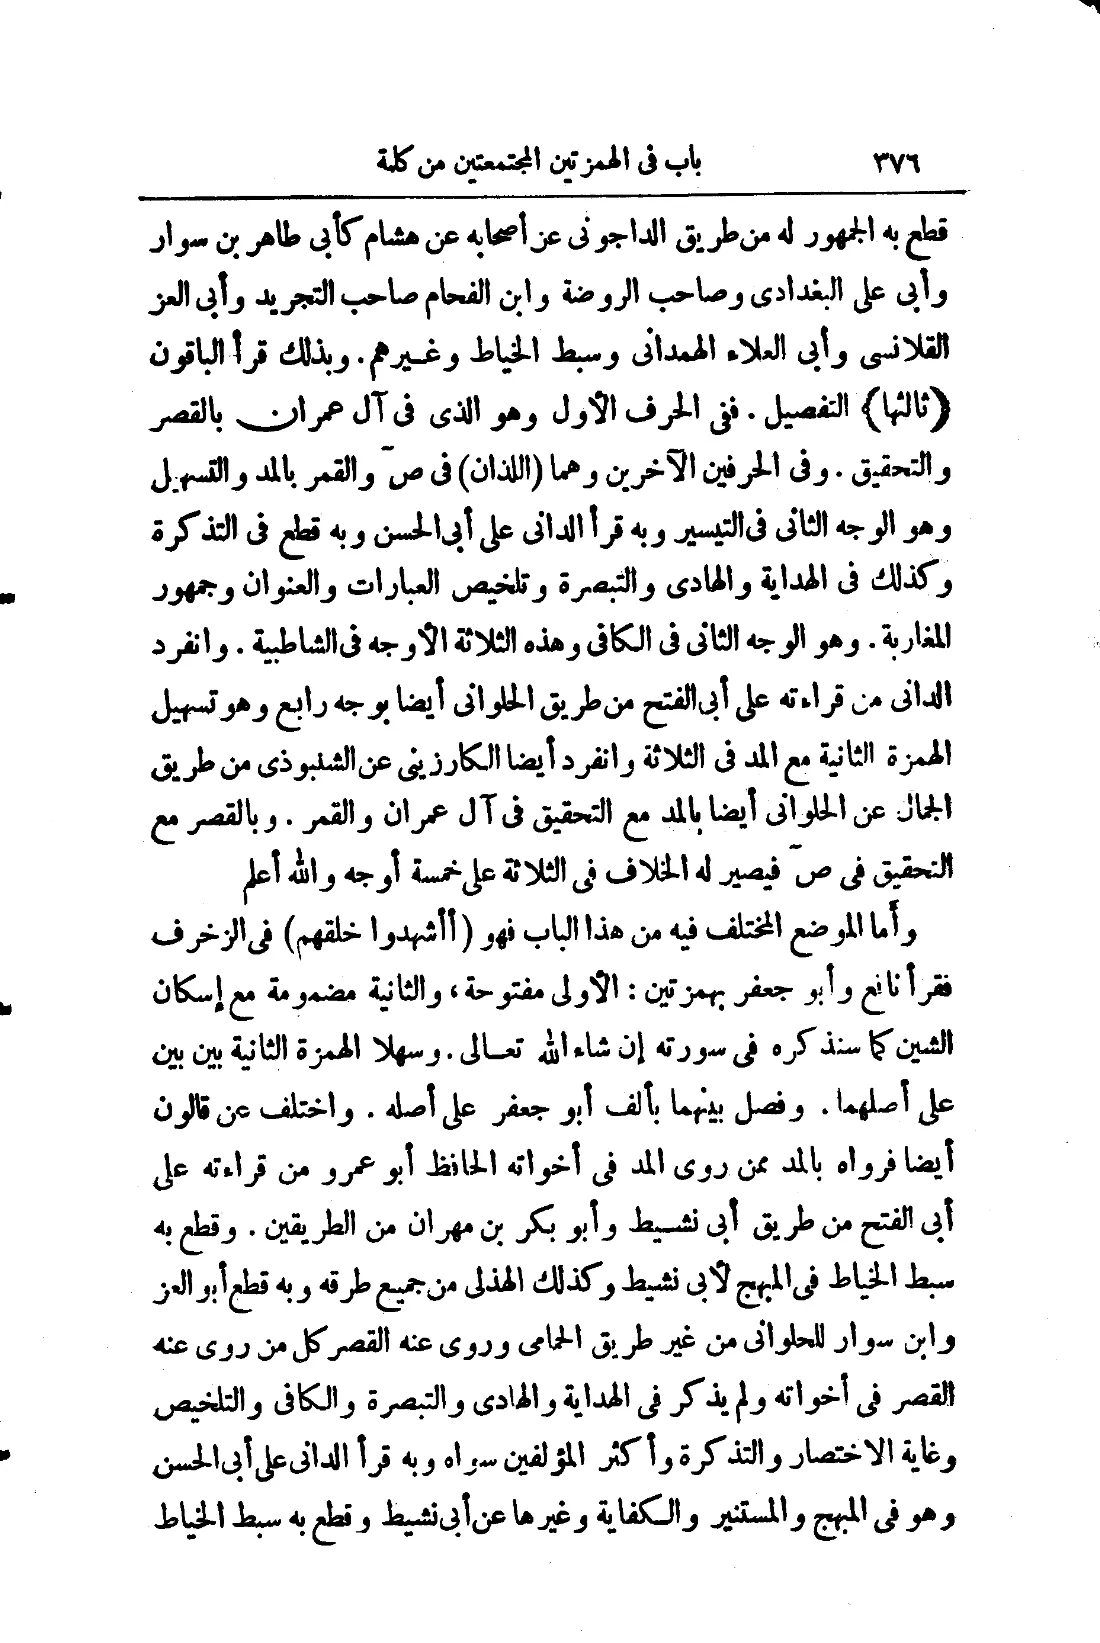 ٣٧٦ باب فى الهمزتين المجتمعتين من كلمة
قطع به الجمهور له من طريق الداجونى عن أصحابه عن هشام كأبى طاهر بن سوار
وأبى على البغدادى وصاحب الروضة وابن الفحام صاحب التجريد وأبى العز
القلانسى وأبى العلاء الهمدانى وسبط الخياط وغيرهم. وبذلك قرأ الباقون
(ثالثها) التفصيل . ففى الحرف الأول وهو الذى فى آل عمران بالقصر
والتحقيق . وفى الحرفين الآخرين وهما (اللذان) فى صٓ والقمر بالمد والتسهيل
وهو الوجه الثانى فى التيسير وبه قرأ الدانى على أبى الحسن وبه قطع فى التذكرة
وكذلك فى الهداية والهادى والتبصرة وتلخيص العبارات والعنوان وجمهور
المغاربة . وهو الوجه الثانى فى الكافى وهذه الثلاثة الأوجه فى الشاطبية . وانفرد
الدانى من قراءته على أبى الفتح من طريق الحلوانى أيضا بوجه رابع وهو تسهيل
الهمزة الثانية مع المد فى الثلاثة وانفرد أيضا الكارزينى عن الشنبوذى من طريق
الجمال عن الحلوانى أيضا بالمد مع التحقيق فى آل عمران والقمر . وبالقصر مع
التحقيق فى صٓ فيصير له الخلاف فى الثلاثة على خمسة أوجه والله أعلم
وأما الموضع المختلف فيه من هذا الباب فهو (أأشهدوا خلقهم) فى الزخرف
فقرأ نافع وأبو جعفر بهمزتين : الأولى مفتوحة ، والثانية مضمومة مع إسكان
الشين كما سنذكره فى سورته إن شاء الله تعالى . وسهلا الهمزة الثانية بين بين
على أصلهما . وفصل بينهما بألف أبو جعفر على أصله . واختلف عن قالون
أيضا فرواه بالمد ممن روى المد فى أخواته الحافظ أبو عمرو من قراءته على
أبى الفتح من طريق أبى نشيط وأبو بكر بن مهران من الطريقين . وقطع به
سبط الخياط فى المبهج لأبى نشيط وكذلك الهذلى من جميع طرقه وبه قطع أبو العز
وابن سوار للحلوانى من غير طريق الحمامى وروى عنه القصر كل من روى عنه
القصر فى أخواته ولم يذكر فى الهداية والهادى والتبصرة والكافى والتلخيص
وغاية الاختصار والتذكرة وأكثر المؤلفين سواه وبه قرأ الدانى على أبى الحسن
وهو فى المبهج والمستنير والكفاية وغيرها عن أبى نشيط وقطع به سبط الخياط